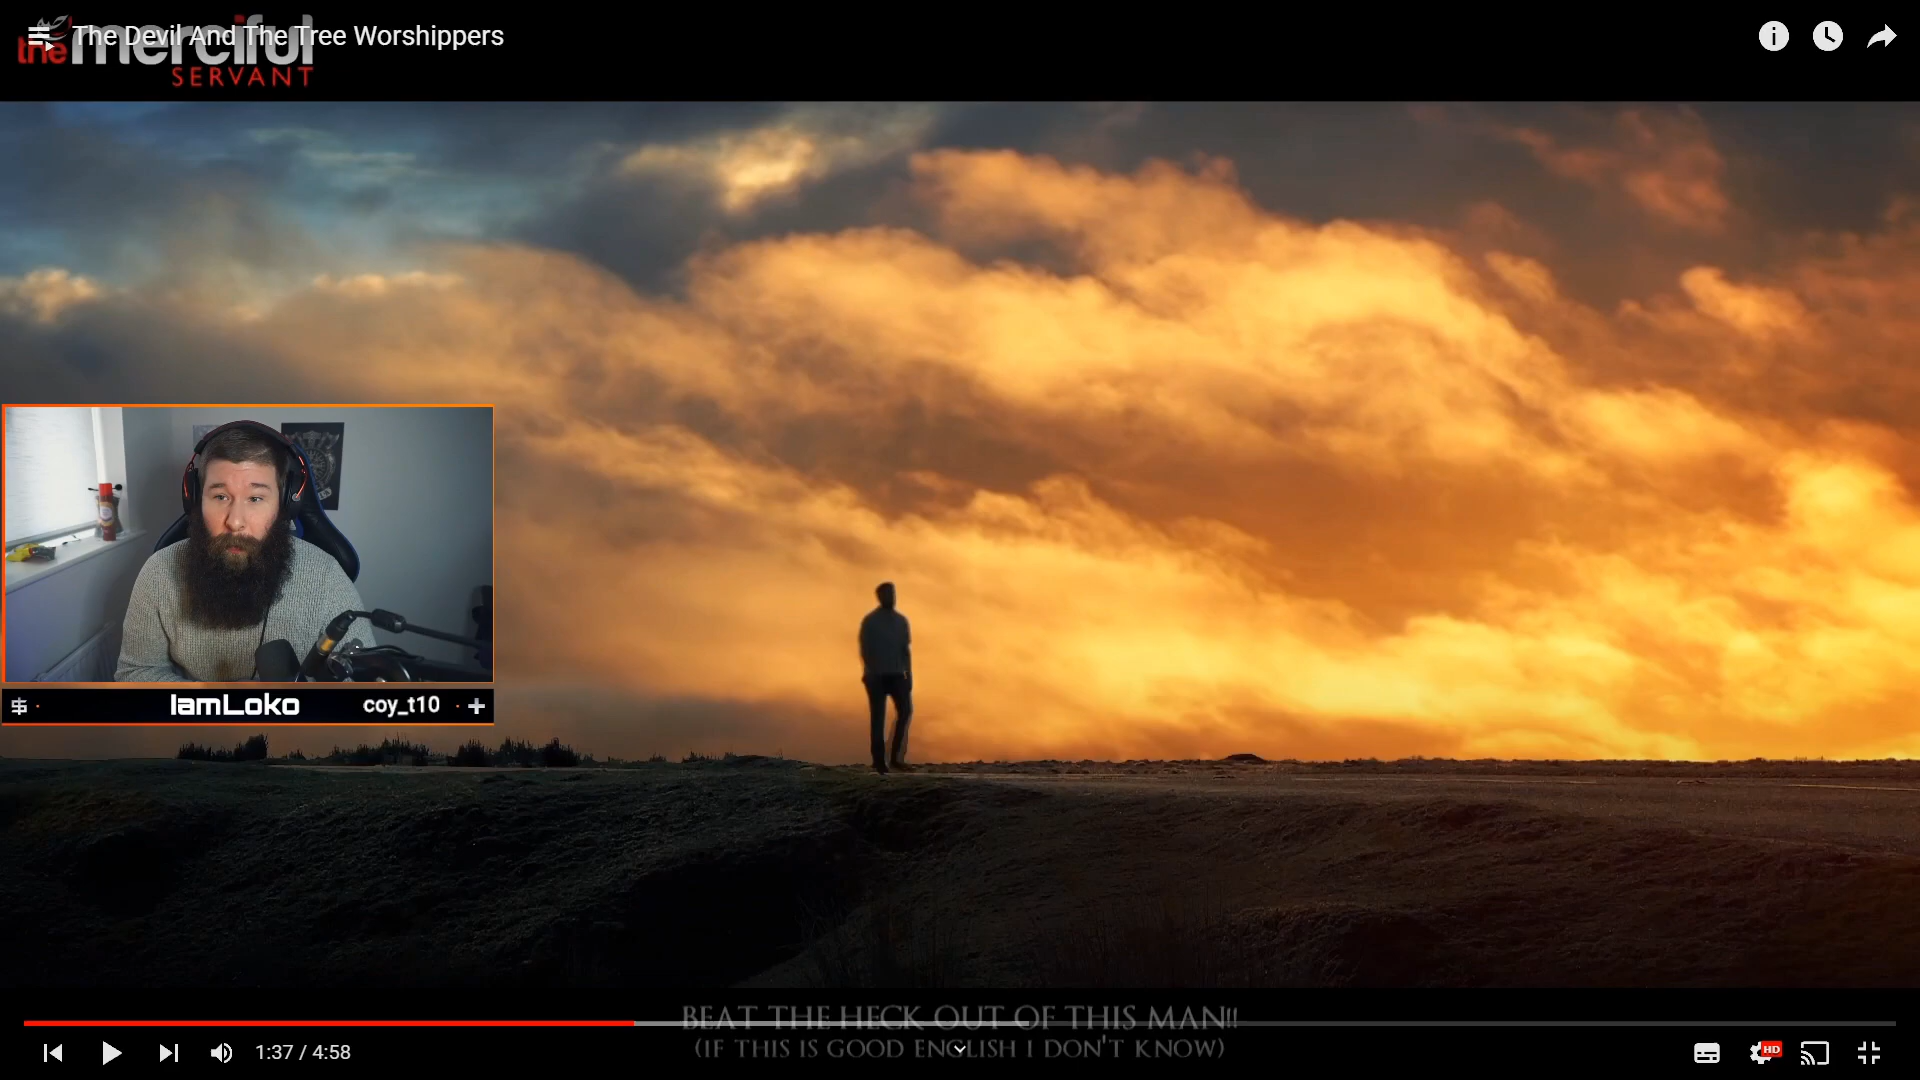 The Devil And The Tree Worshippers
the merciful
SERVANT
IamLoko
coy_t10
BEAT THE HECK OUT OF THIS MAN!!
(IF THIS IS GOOD ENGLISH I DON'T KNOW)
1:37 / 4:58
HD